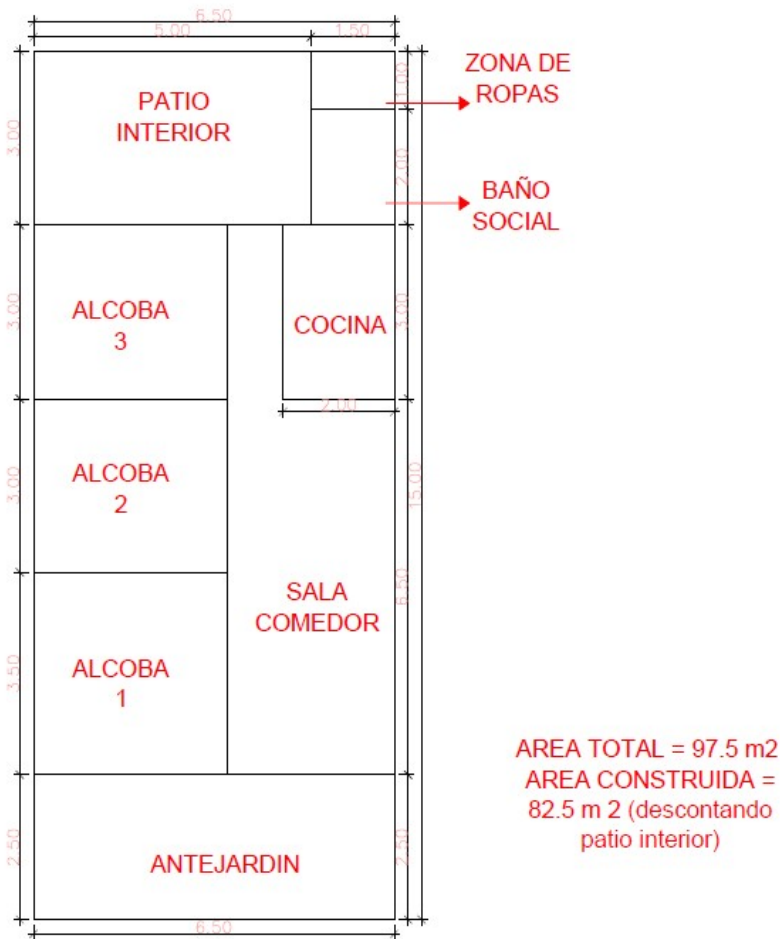 6.50
5.00
1.50
ZONA DE
ROPAS
1.00
PATIO
INTERIOR
3.00
2.00
BAÑO
SOCIAL
ALCOBA
3
3.00
COCINA
3.00
2.00
ALCOBA
2
3.00
15.00
SALA
COMEDOR
6.50
ALCOBA
1
3.50
AREA TOTAL = 97.5 m2
AREA CONSTRUIDA =
82.5 m 2 (descontando
patio interior)
ANTEJARDIN
2.50
2.50
6.50